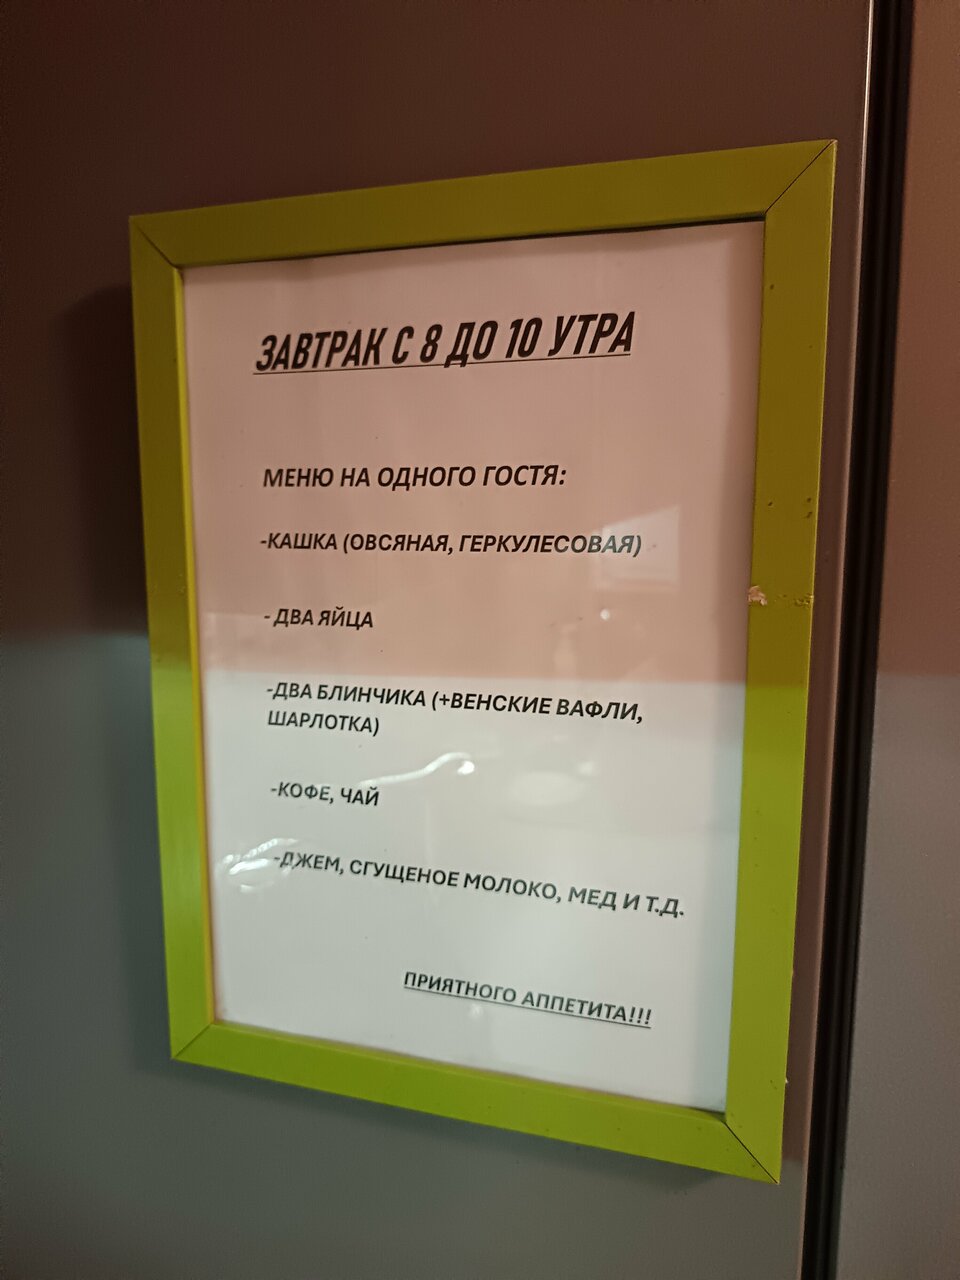 ЗАВТРАК С 8 ДО 10 УТРА
МЕНЮ НА ОДНОГО ГОСТЯ:
-КАШКА (ОВСЯНАЯ, ГЕРКУЛЕСОВАЯ)
- ДВА ЯЙЦА
-ДВА БЛИНЧИКА (+ВЕНСКИЕ ВАФЛИ,
ШАРЛОТКА)
-КОФЕ, ЧАЙ
-ДЖЕМ, СГУЩЕНОЕ МОЛОКО, МЕД И Т.Д.
ПРИЯТНОГО АППЕТИТА!!!